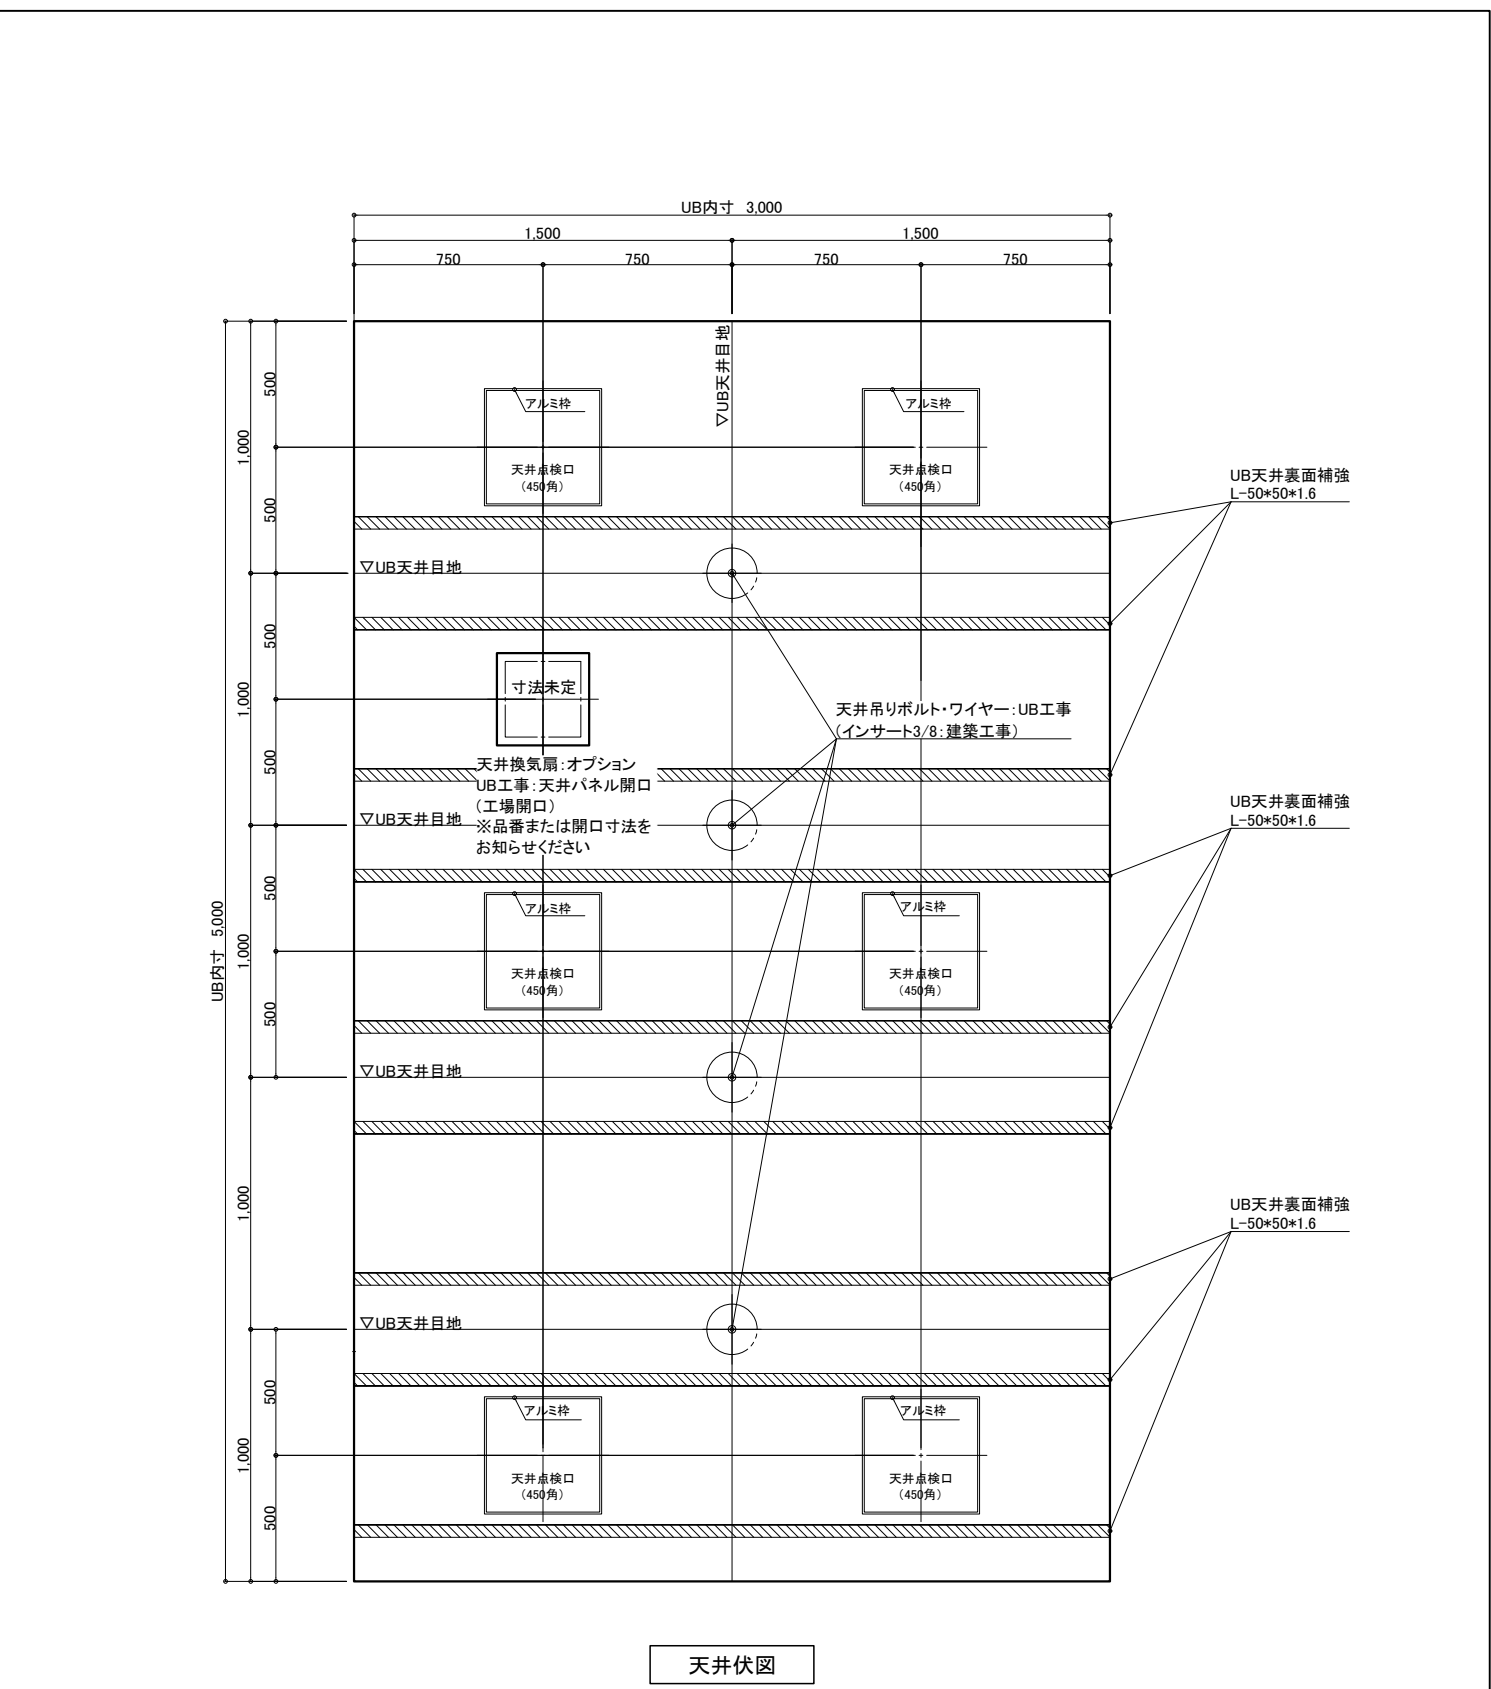 UB内寸 3,000
1,500
1,500
750
750
750
750
UB内寸 5,000
1,000
1,000
1,000
1,000
1,000
500
500
500
500
500
500
500
500
▽UB天井目地
アルミ枠
天井点検口
(450角)
アルミ枠
天井点検口
(450角)
UB天井裏面補強
L-50*50*1.6
▽UB天井目地
寸法未定
天井吊りボルト・ワイヤー:UB工事
(インサート3/8:建築工事)
天井換気扇:オプション
UB工事:天井パネル開口
(工場開口)
※品番または開口寸法を
お知らせください
▽UB天井目地
UB天井裏面補強
L-50*50*1.6
アルミ枠
天井点検口
(450角)
アルミ枠
天井点検口
(450角)
▽UB天井目地
UB天井裏面補強
L-50*50*1.6
▽UB天井目地
アルミ枠
天井点検口
(450角)
アルミ枠
天井点検口
(450角)
天井伏図